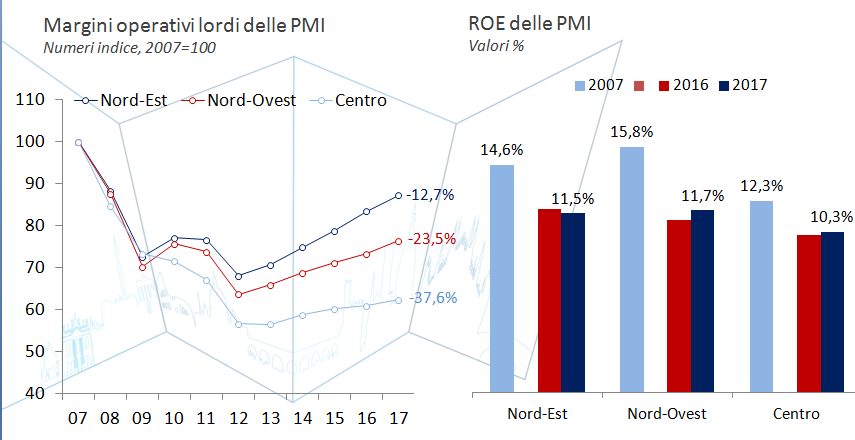 Margini operativi lordi delle PMI
Numeri indice, 2007=100
Nord-Est Nord-Ovest Centro
110
100
90
80
70
60
50
40
-12,7%
-23,5%
-37,6%
07 08 09 10 11 12 13 14 15 16 17
ROE delle PMI
Valori %
2007 2016 2017
14,6% 11,5% 15,8% 11,7% 12,3% 10,3%
Nord-Est Nord-Ovest Centro